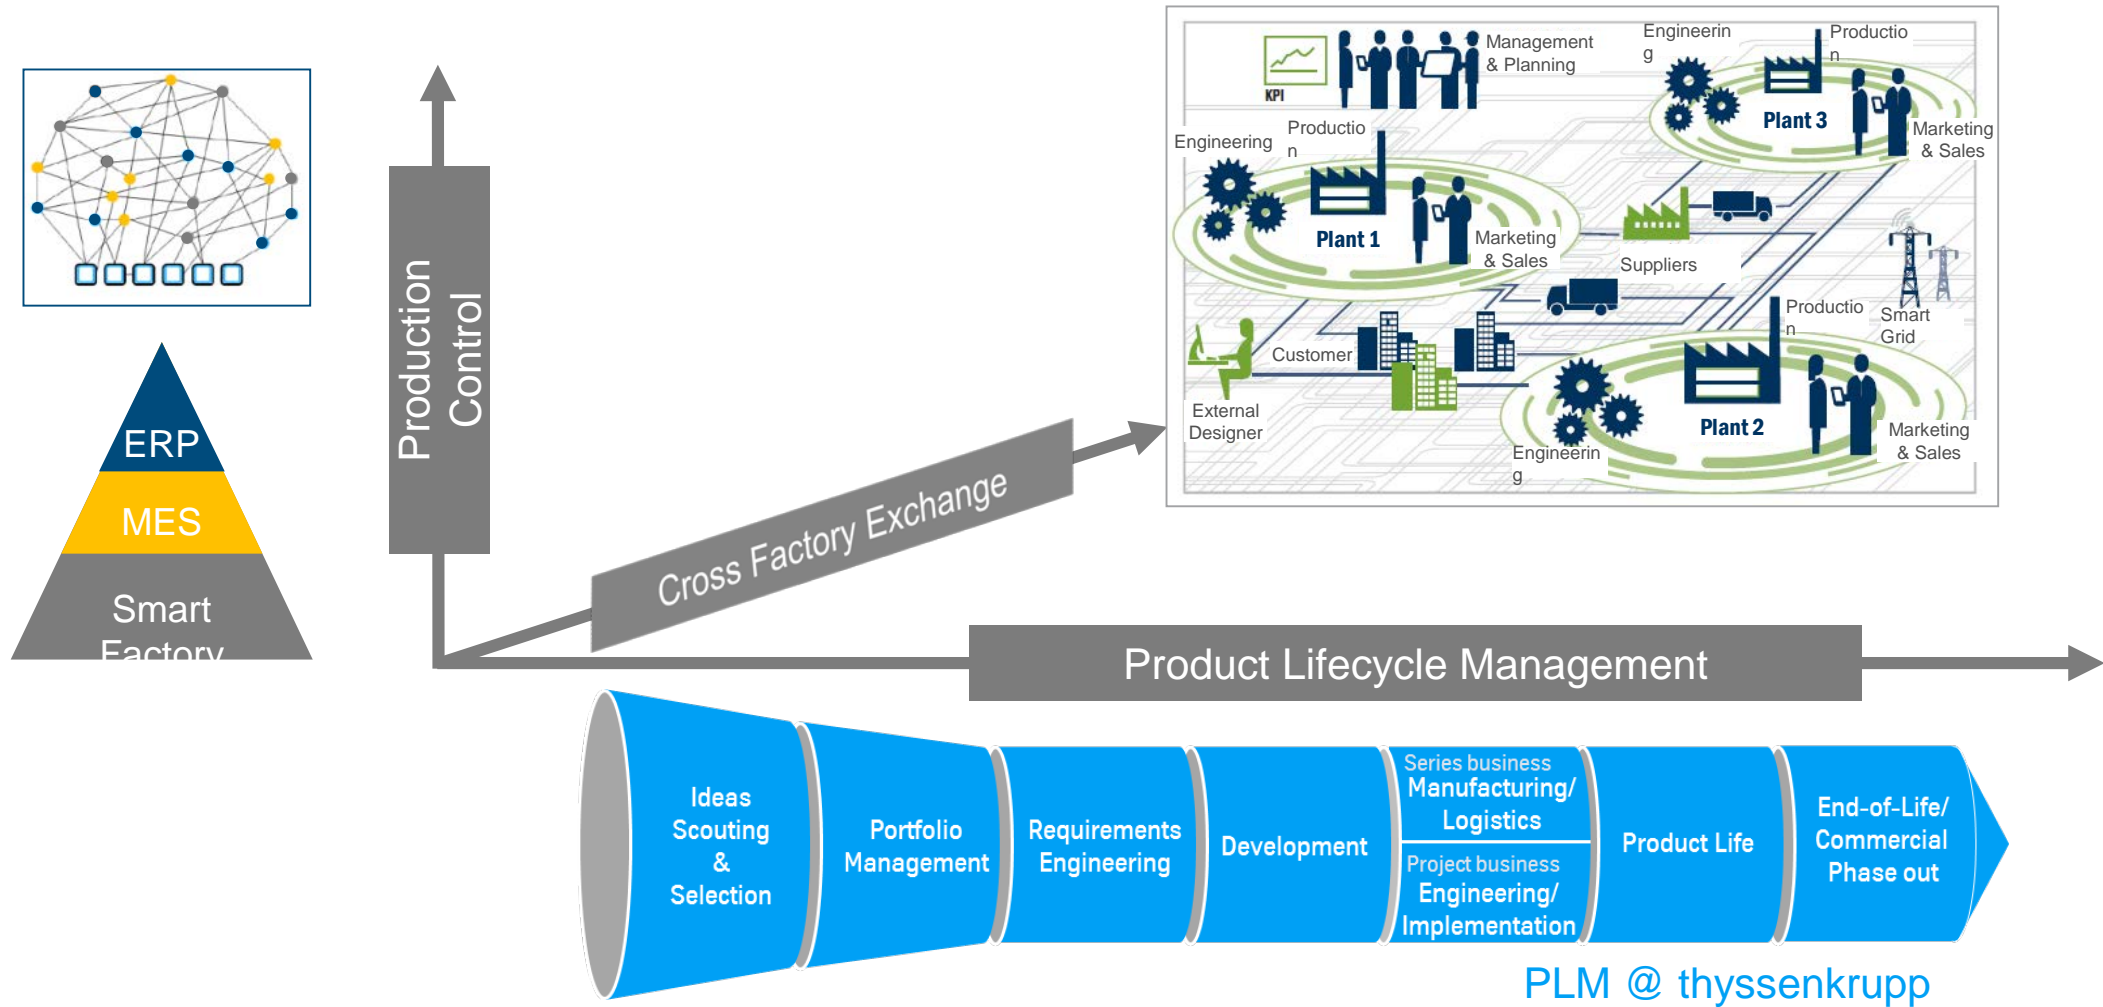 ERP
MES
Smart
Factory
Production
Control
Cross Factory Exchange
Product Lifecycle Management
KPI
Management
& Planning
Engineerin
g
Productio
n
Plant 3
Marketing
& Sales
Engineering
Productio
n
Plant 1
Marketing
& Sales
Suppliers
Smart
Grid
Customer
External
Designer
Productio
n
Plant 2
Engineerin
g
Marketing
& Sales
Ideas
Scouting
&
Selection
Portfolio
Management
Requirements
Engineering
Development
Series business
Manufacturing/
Logistics
Project business
Engineering/
Implementation
Product Life
End-of-Life/
Commercial
Phase out
PLM @ thyssenkrupp